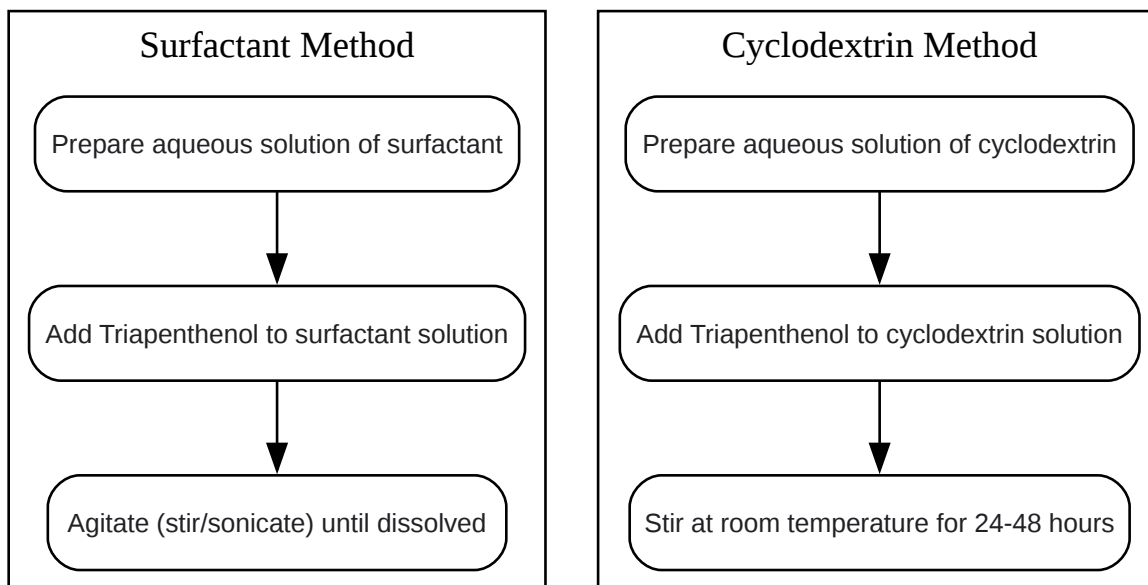 Surfactant Method
Prepare aqueous solution of surfactant
Add Triapenthenol to surfactant solution
Agitate (stir/sonicate) until dissolved
Cyclodextrin Method
Prepare aqueous solution of cyclodextrin
Add Triapenthenol to cyclodextrin solution
Stir at room temperature for 24-48 hours